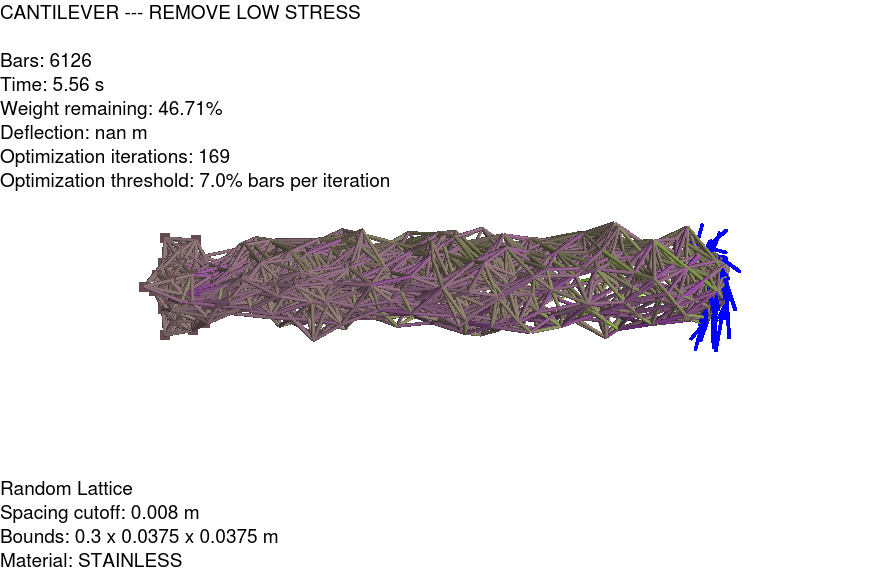 CANTILEVER --- REMOVE LOW STRESS
Bars: 6126
Time: 5.56 s
Weight remaining: 46.71%
Deflection: nan m
Optimization iterations: 169
Optimization threshold: 7.0% bars per iteration
Random Lattice
Spacing cutoff: 0.008 m
Bounds: 0.3 x 0.0375 x 0.0375 m
Material: STAINLESS